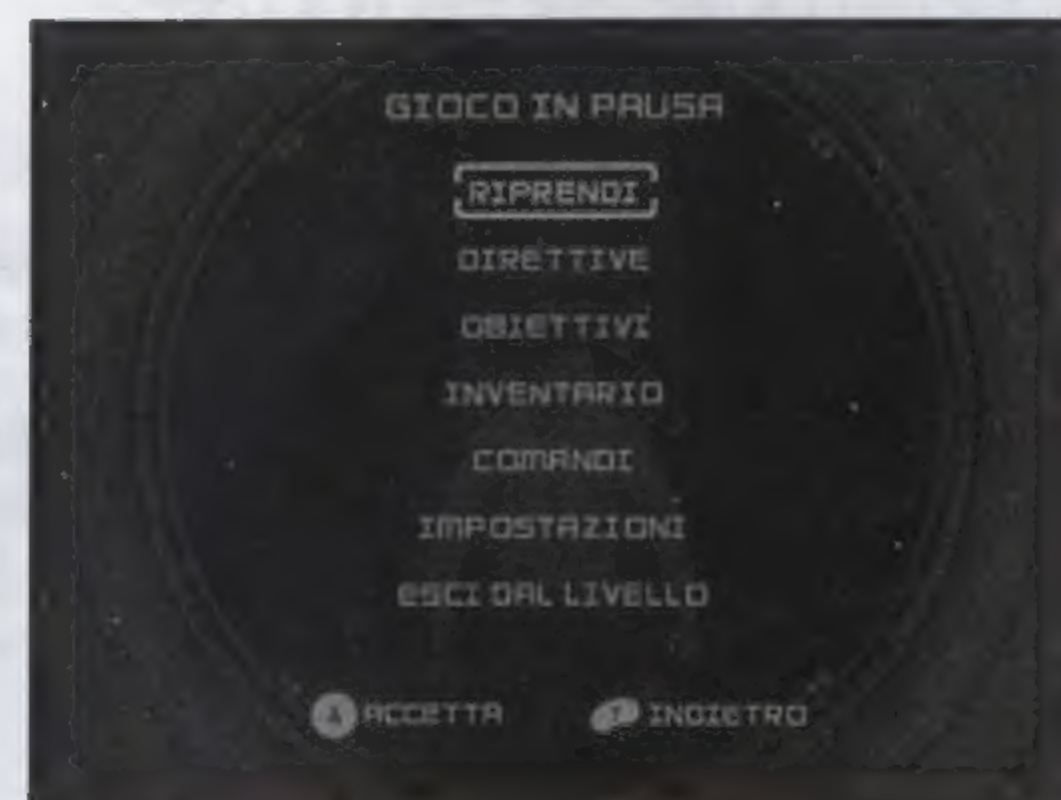 GIOCO IN PAUSA
RIPRENDI
DIRETTIVE
OBIETTIVI
INVENTARIO
COMANDI
IMPOSTAZIONI
ESCI DAL LIVELLO
A ACCETTA
INDIETRO